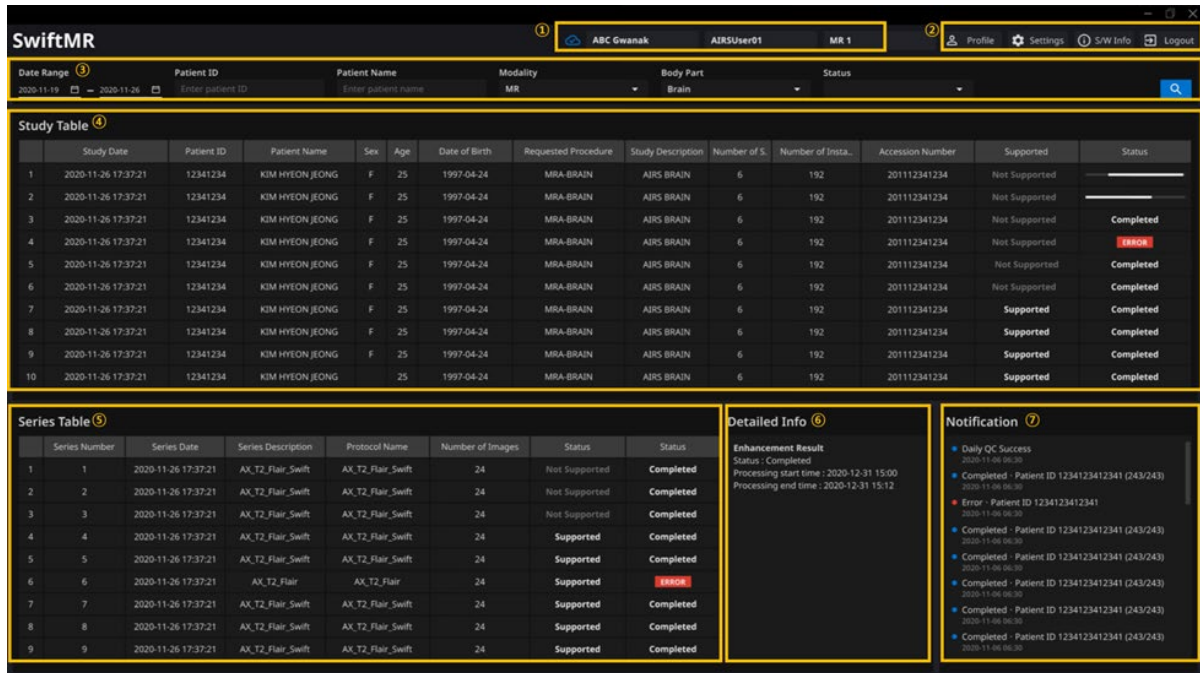 SwiftMR
① ABC Gwanak AIRSUser01 MR 1
② Profile Settings S/W Info Logout
Date Range ③ Patient ID Patient Name Modality Body Part Status
2020-11-19 – 2020-11-26 Enter patient ID Enter patient name MR Brain
Study Table ④
Study Date Patient ID Patient Name Sex Age Date of Birth Requested Procedure Study Description Number of S. Number of Insta... Accession Number Supported Status
1 2020-11-26 17:37:21 12341234 KIM HYEON JEONG F 25 1997-04-24 MRA-BRAIN AIRS BRAIN 6 192 201112341234 Not Supported
2 2020-11-26 17:37:21 12341234 KIM HYEON JEONG F 25 1997-04-24 MRA-BRAIN AIRS BRAIN 6 192 201112341234 Not Supported
3 2020-11-26 17:37:21 12341234 KIM HYEON JEONG F 25 1997-04-24 MRA-BRAIN AIRS BRAIN 6 192 201112341234 Not Supported Completed
4 2020-11-26 17:37:21 12341234 KIM HYEON JEONG F 25 1997-04-24 MRA-BRAIN AIRS BRAIN 6 192 201112341234 Not Supported ERROR
5 2020-11-26 17:37:21 12341234 KIM HYEON JEONG F 25 1997-04-24 MRA-BRAIN AIRS BRAIN 6 192 201112341234 Not Supported Completed
6 2020-11-26 17:37:21 12341234 KIM HYEON JEONG F 25 1997-04-24 MRA-BRAIN AIRS BRAIN 6 192 201112341234 Not Supported Completed
7 2020-11-26 17:37:21 12341234 KIM HYEON JEONG F 25 1997-04-24 MRA-BRAIN AIRS BRAIN 6 192 201112341234 Supported Completed
8 2020-11-26 17:37:21 12341234 KIM HYEON JEONG F 25 1997-04-24 MRA-BRAIN AIRS BRAIN 6 192 201112341234 Supported Completed
9 2020-11-26 17:37:21 12341234 KIM HYEON JEONG F 25 1997-04-24 MRA-BRAIN AIRS BRAIN 6 192 201112341234 Supported Completed
10 2020-11-26 17:37:21 12341234 KIM HYEON JEONG 25 1997-04-24 MRA-BRAIN AIRS BRAIN 6 192 201112341234 Supported Completed
Series Table ⑤
Series Number Series Date Series Description Protocol Name Number of Images Status Status
1 1 2020-11-26 17:37:21 AX_T2_Flair_Swift AX_T2_Flair_Swift 24 Not Supported Completed
2 2 2020-11-26 17:37:21 AX_T2_Flair_Swift AX_T2_Flair_Swift 24 Not Supported Completed
3 3 2020-11-26 17:37:21 AX_T2_Flair_Swift AX_T2_Flair_Swift 24 Not Supported Completed
4 4 2020-11-26 17:37:21 AX_T2_Flair_Swift AX_T2_Flair_Swift 24 Supported Completed
5 5 2020-11-26 17:37:21 AX_T2_Flair_Swift AX_T2_Flair_Swift 24 Supported Completed
6 6 2020-11-26 17:37:21 AX_T2_Flair AX_T2_Flair 24 Supported ERROR
7 7 2020-11-26 17:37:21 AX_T2_Flair_Swift AX_T2_Flair_Swift 24 Supported Completed
8 8 2020-11-26 17:37:21 AX_T2_Flair_Swift AX_T2_Flair_Swift 24 Supported Completed
9 9 2020-11-26 17:37:21 AX_T2_Flair_Swift AX_T2_Flair_Swift 24 Supported Completed
Detailed Info ⑥
Enhancement Result
Status : Completed
Processing start time : 2020-12-31 15:00
Processing end time : 2020-12-31 15:12
Notification ⑦
Daily QC Success
2020-11-06 06:30
Completed · Patient ID 1234123412341 (243/243)
2020-11-06 06:30
Error · Patient ID 1234123412341
2020-11-06 06:30
Completed · Patient ID 1234123412341 (243/243)
2020-11-06 06:30
Completed · Patient ID 1234123412341 (243/243)
2020-11-06 06:30
Completed · Patient ID 1234123412341 (243/243)
2020-11-06 06:30
Completed · Patient ID 1234123412341 (243/243)
2020-11-06 06:30
Completed · Patient ID 1234123412341 (243/243)
2020-11-06 06:30